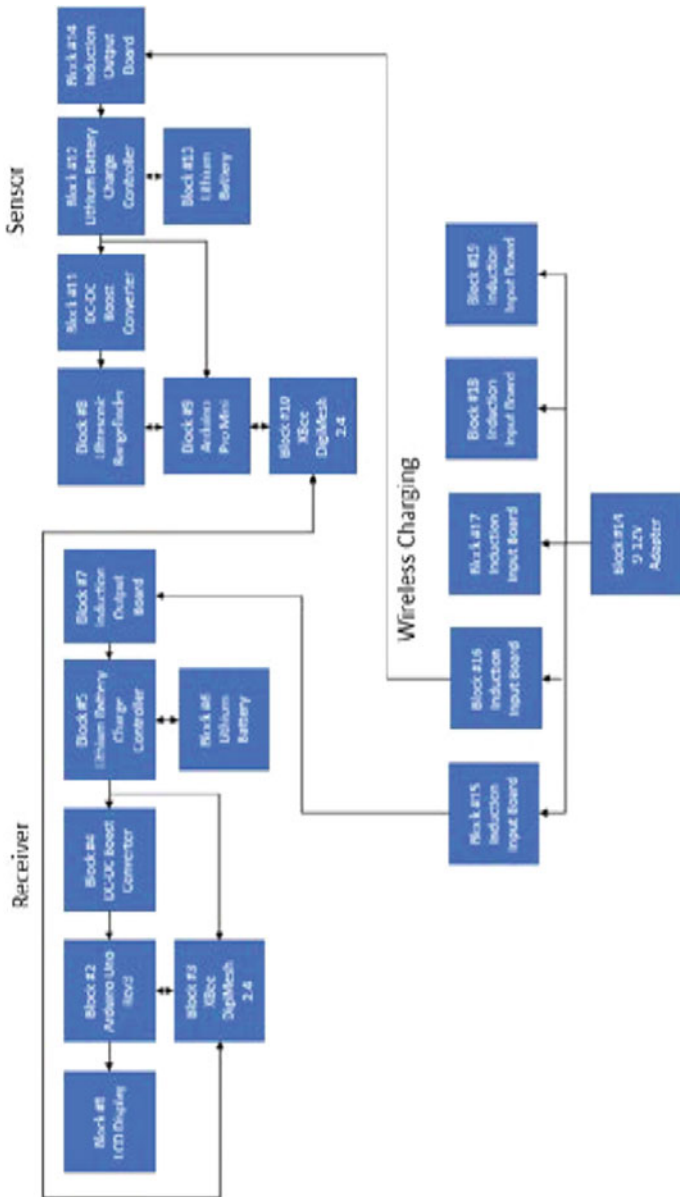 Receiver
Block #1
LCD Display
Block #2
Arduino Uno
Rev3
Block #3
XBee
DigiMesh
2.4
Block #4
DC-DC Boost
Converter
Block #5
Lithium Battery
Charge
Controller
Block #6
Lithium
Battery
Block #7
Induction
Output
Board
Sensor
Block #8
Ultrasonic
Rangefinder
Block #9
Arduino
Pro Mini
Block #10
XBee
DigiMesh
2.4
Block #11
DC-DC
Boost
Converter
Block #12
Lithium Battery
Charge
Controller
Block #13
Lithium
Battery
Block #14
Induction
Output
Board
Wireless Charging
Block #15
Induction
Input Board
Block #16
Induction
Input Board
Block #17
Induction
Input Board
Block #18
Induction
Input Board
Block #19
Induction
Input Board
Block #14
12V
Adapter